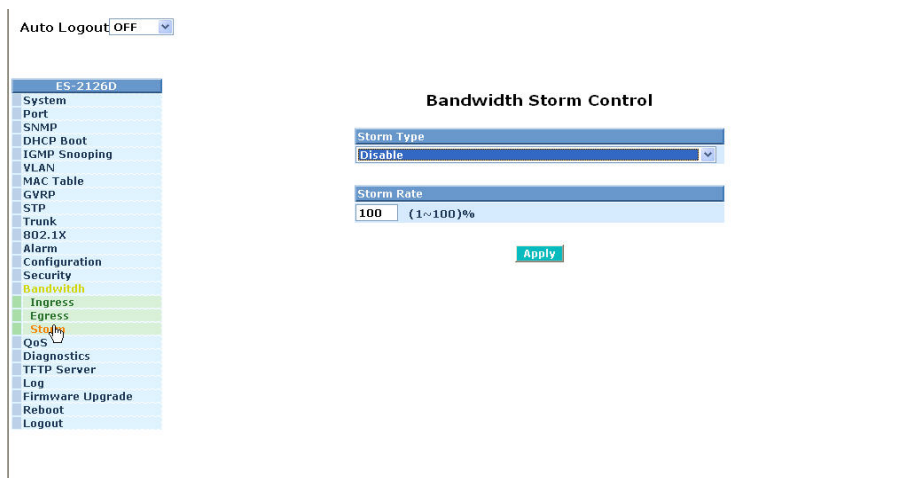 Auto Logout OFF
ES-2126D
System
Port
SNMP
DHCP Boot
IGMP Snooping
VLAN
MAC Table
GVRP
STP
Trunk
802.1X
Alarm
Configuration
Security
Bandwitdh
Ingress
Egress
Storm
QoS
Diagnostics
TFTP Server
Log
Firmware Upgrade
Reboot
Logout
Bandwidth Storm Control
Storm Type
Disable
Storm Rate
100 (1~100)%
Apply